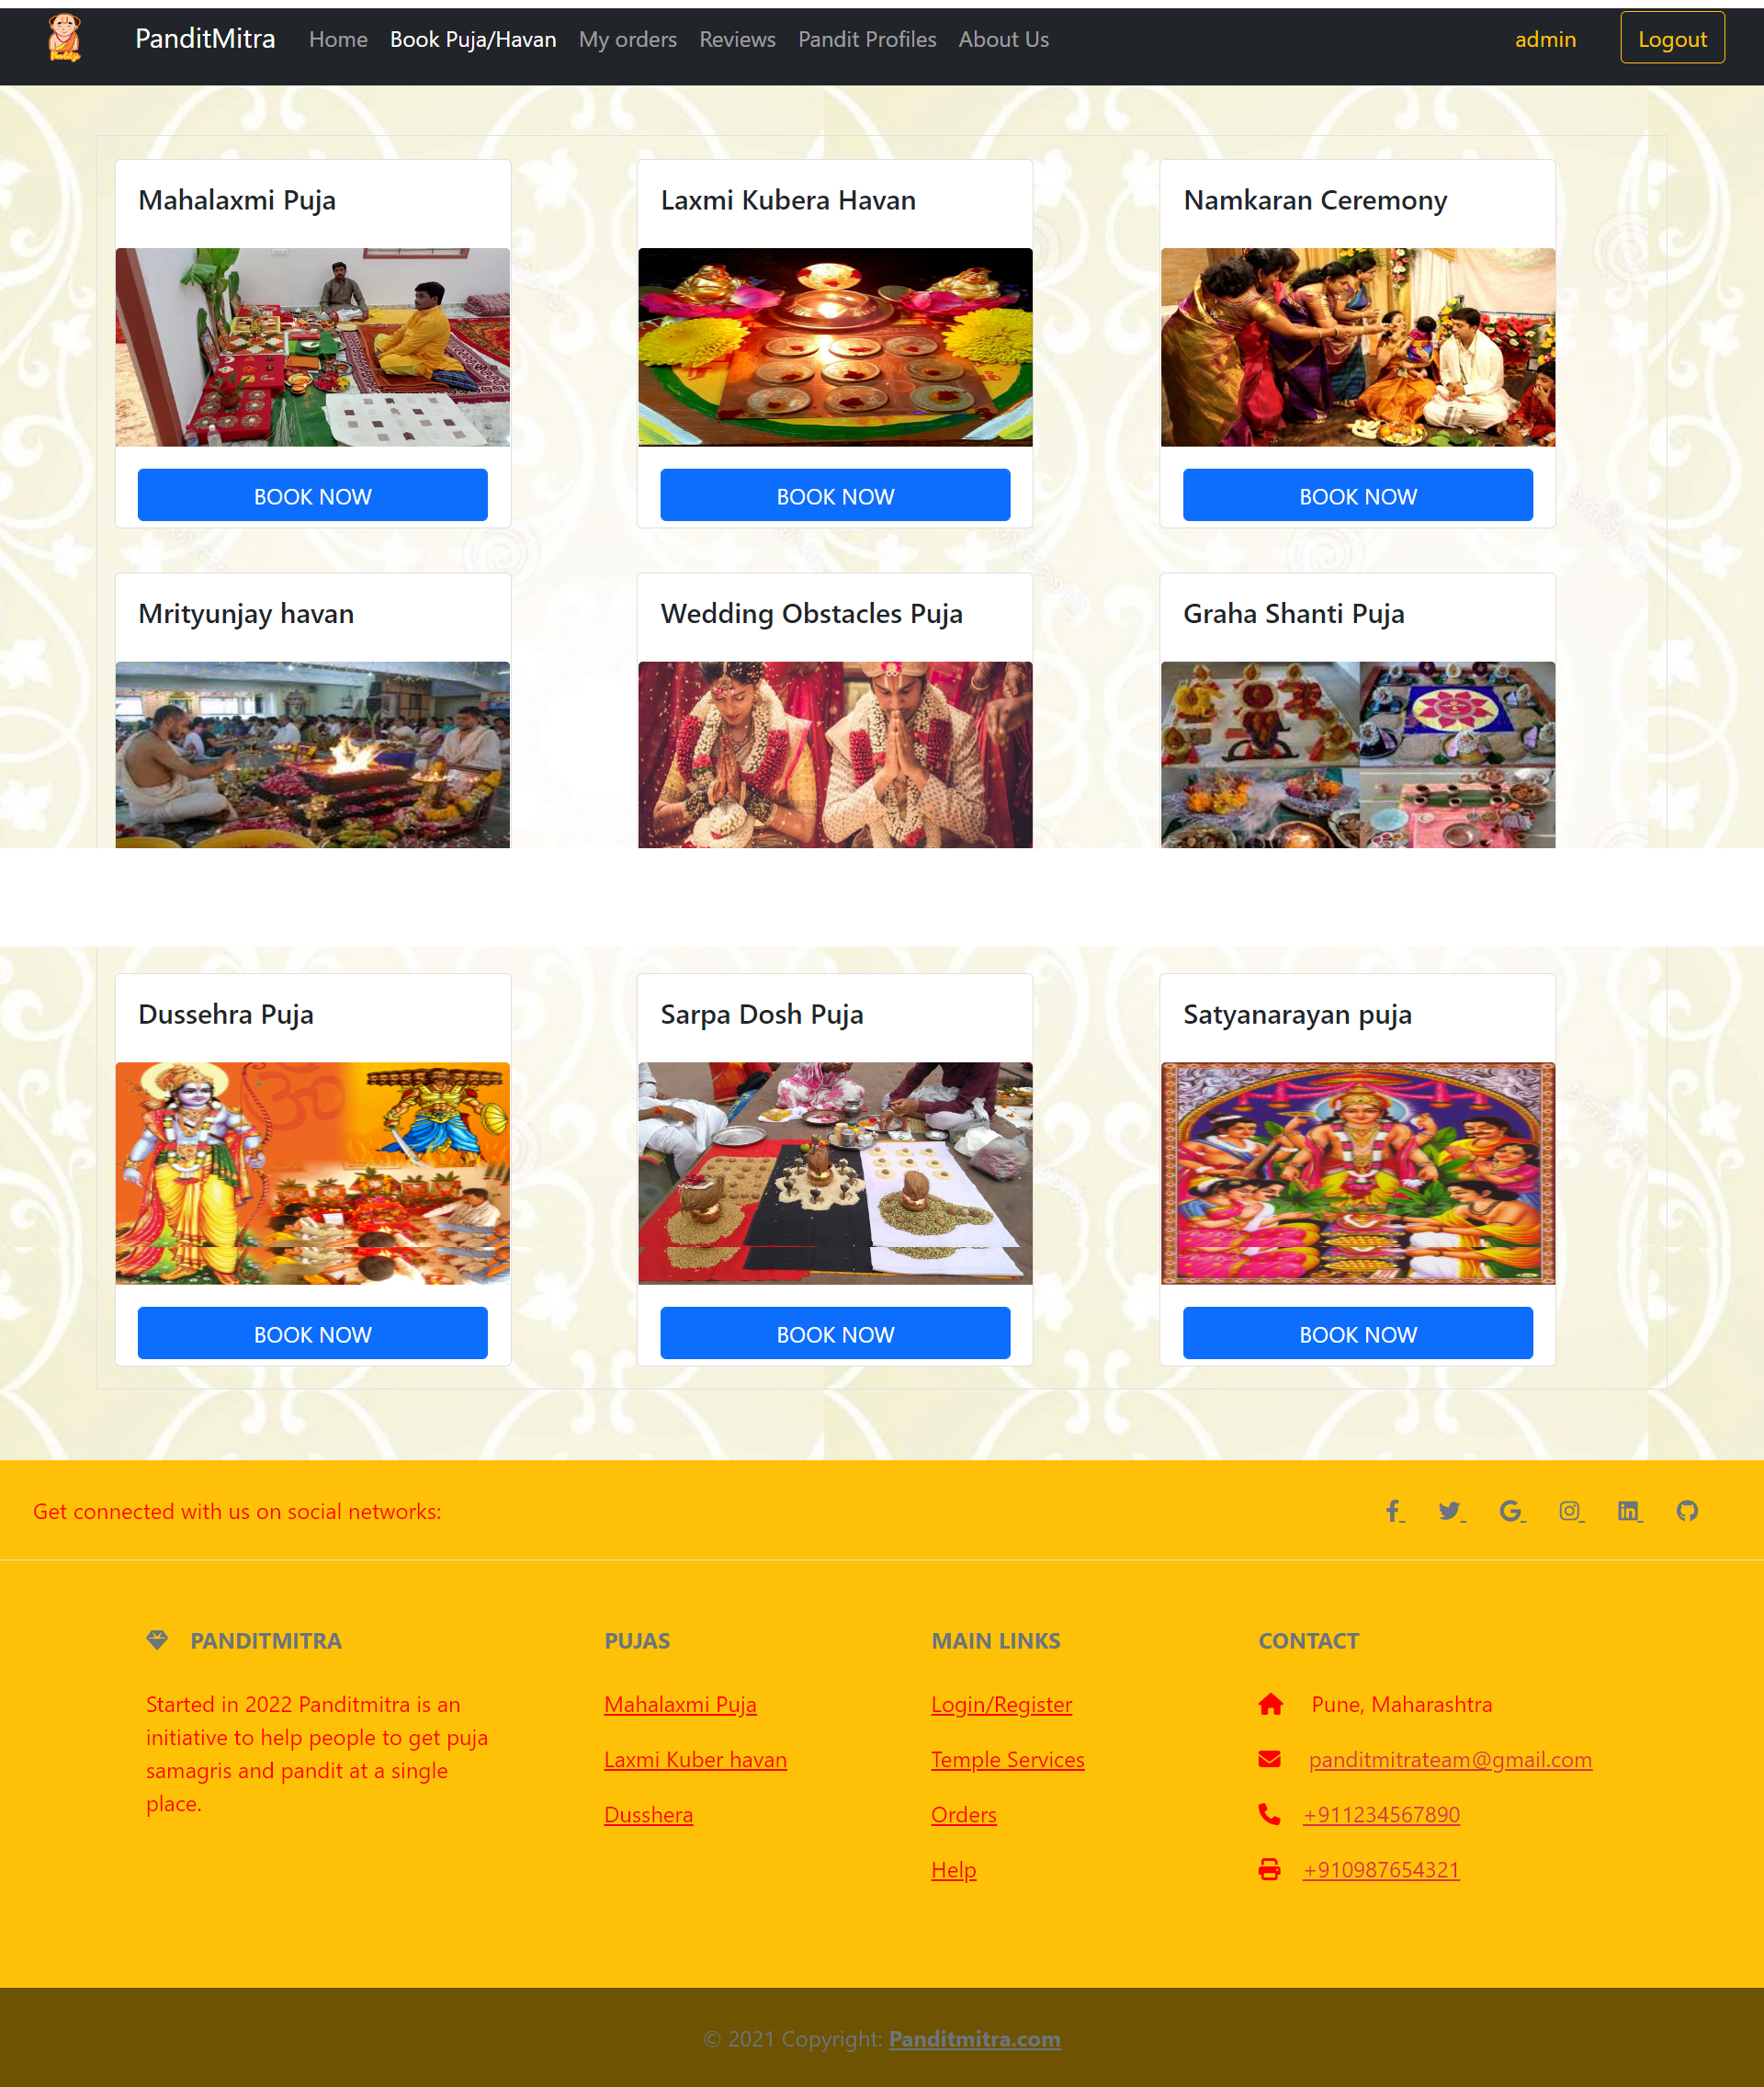 PanditMitra Home Book Puja/Havan My orders Reviews Pandit Profiles About Us admin Logout
Mahalaxmi Puja
Laxmi Kubera Havan
Namkaran Ceremony
BOOK NOW
BOOK NOW
BOOK NOW
Mrityunjay havan
Wedding Obstacles Puja
Graha Shanti Puja
Dussehra Puja
Sarpa Dosh Puja
Satyanarayan puja
BOOK NOW
BOOK NOW
BOOK NOW
Get connected with us on social networks:
PANDITMITRA
Started in 2022 Panditmitra is an
initiative to help people to get puja
samagris and pandit at a single
place.
PUJAS
Mahalaxmi Puja
Laxmi Kuber havan
Dusshera
MAIN LINKS
Login/Register
Temple Services
Orders
Help
CONTACT
Pune, Maharashtra
panditmitrateam@gmail.com
+911234567890
+910987654321
© 2021 Copyright: Panditmitra.com